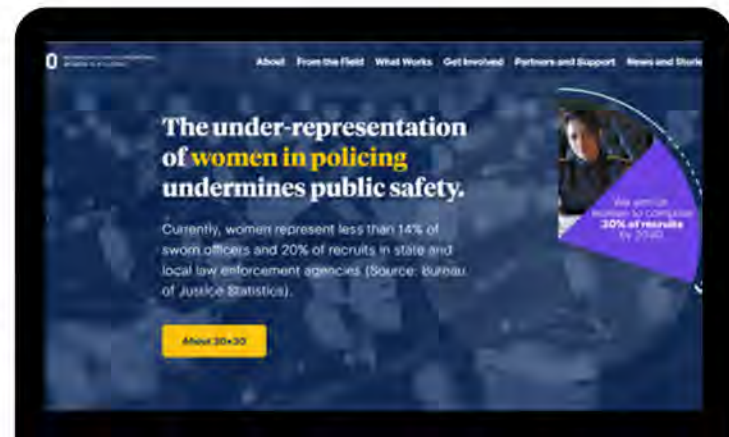 About From the Field What Works Get Involved Partners and Support News and Storie
The under-representation
of women in policing
undermines public safety.
Currently, women represent less than 14% of
sworn officers and 20% of recruits in state and
local law enforcement agencies (Source: Bureau
of Justice Statistics).
About 30×30
We
women to comprise
30% of recruits
by 2030